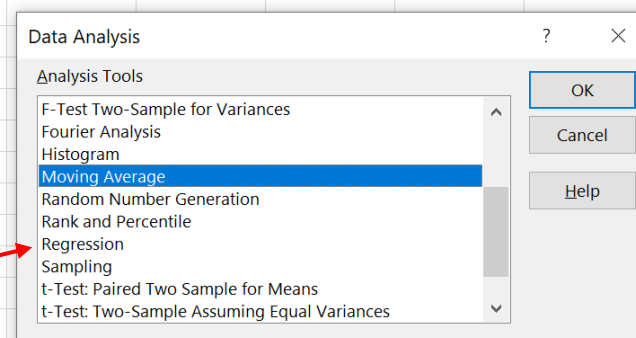 Data Analysis
?
Analysis Tools
F-Test Two-Sample for Variances
Fourier Analysis
Histogram
Moving Average
Random Number Generation
Rank and Percentile
Regression
Sampling
t-Test: Paired Two Sample for Means
t-Test: Two-Sample Assuming Equal Variances
OK
Cancel
Help